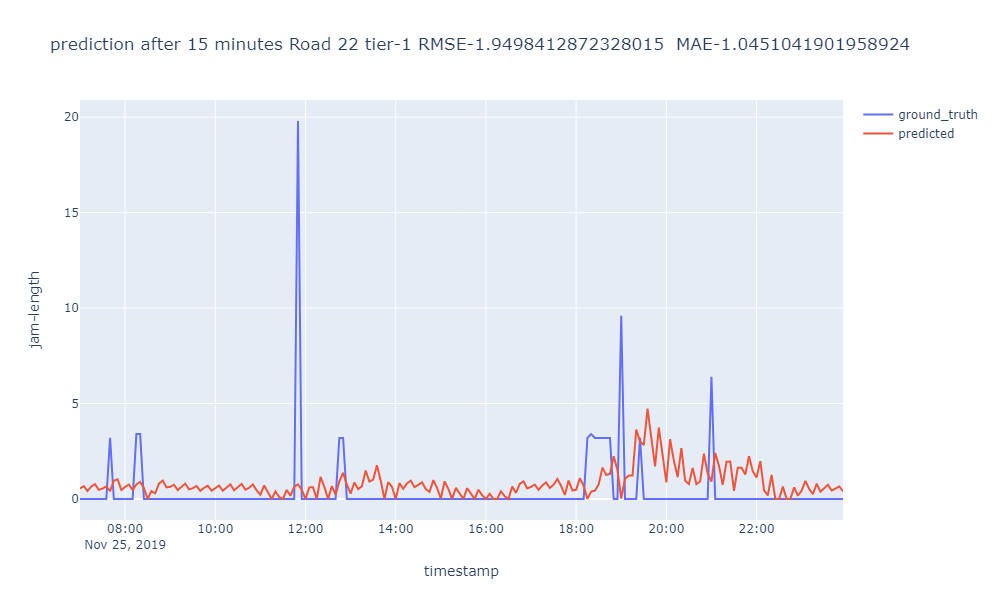 prediction after 15 minutes Road 22 tier-1 RMSE-1.9498412872328015  MAE-1.0451041901958924
ground_truth
predicted
20
15
10
5
0
jam-length
08:00 10:00 12:00 14:00 16:00 18:00 20:00 22:00
Nov 25, 2019
timestamp